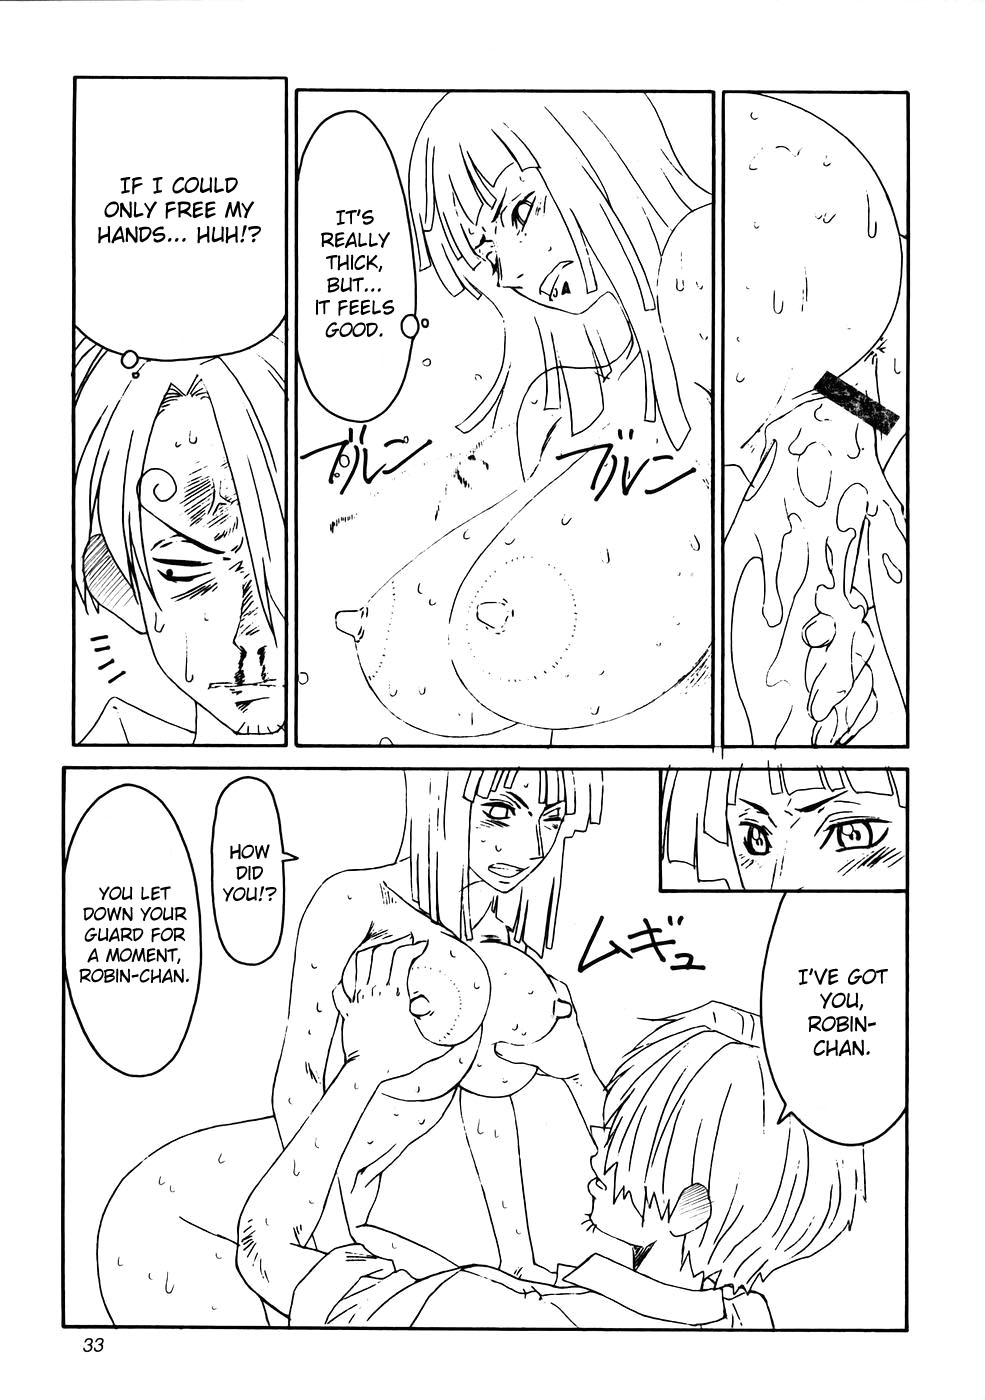 IT'S
REALLY
THICK,
BUT...
IT FEELS
GOOD.
ブルン
ブルン
IF I COULD
ONLY FREE MY
HANDS... HUH!?
I'VE GOT
YOU,
ROBIN-
CHAN.
ムギュ
HOW
DID
YOU!?
YOU LET
DOWN YOUR
GUARD FOR
A MOMENT,
ROBIN-CHAN.
33